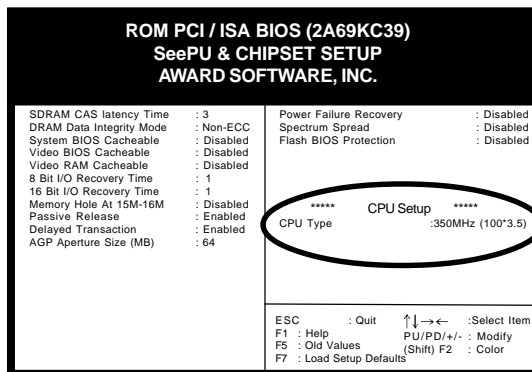 ROM PCI / ISA BIOS (2A69KC39)
SeePU & CHIPSET SETUP
AWARD SOFTWARE, INC.
SDRAM CAS latency Time : 3
DRAM Data Integrity Mode : Non-ECC
System BIOS Cacheable : Disabled
Video BIOS Cacheable : Disabled
Video RAM Cacheable : Disabled
8 Bit I/O Recovery Time : 1
16 Bit I/O Recovery Time : 1
Memory Hole At 15M-16M : Disabled
Passive Release : Enabled
Delayed Transaction : Enabled
AGP Aperture Size (MB) : 64
Power Failure Recovery : Disabled
Spectrum Spread : Disabled
Flash BIOS Protection : Disabled
***** CPU Setup *****
CPU Type :350MHz (100*3.5)
ESC : Quit ↑↓→← :Select Item
F1 : Help PU/PD/+/- : Modify
F5 : Old Values (Shift) F2 : Color
F7 : Load Setup Defaults